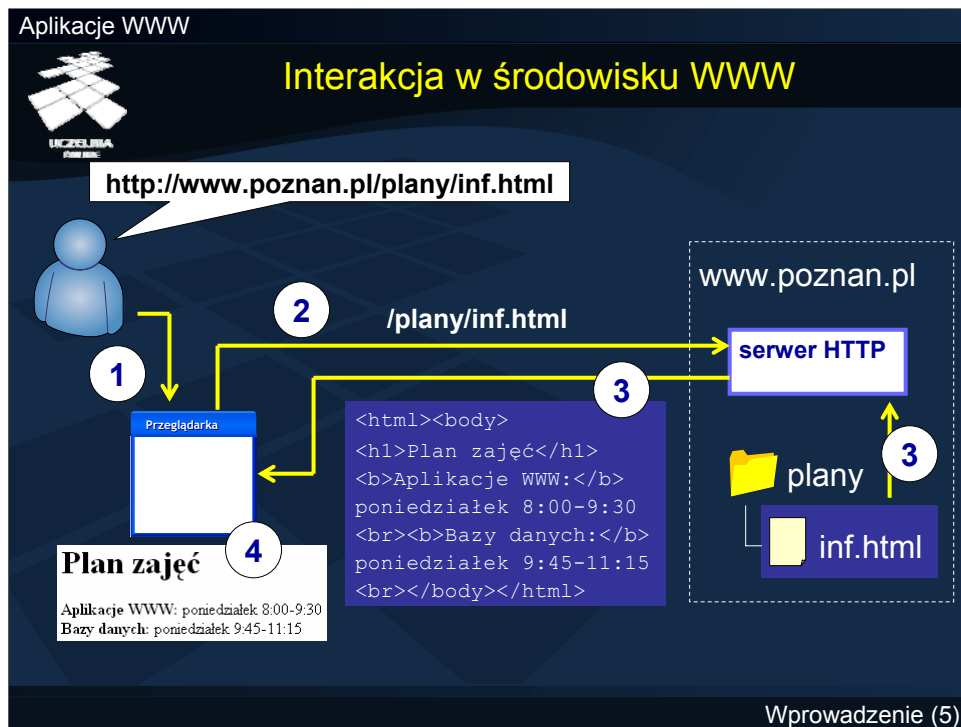 Aplikacje WWW
Interakcja w środowisku WWW
UCZELNIA
ONLINE
http://www.poznan.pl/plany/inf.html
www.poznan.pl
2
/plany/inf.html
serwer HTTP
1
3
Przeglądarka
<html><body>
<h1>Plan zajęć</h1>
<b>Aplikacje WWW:</b>
poniedziałek 8:00-9:30
<br><b>Bazy danych:</b>
poniedziałek 9:45-11:15
<br></body></html>
3
plany
inf.html
4
Plan zajęć
Aplikacje WWW: poniedziałek 8:00-9:30
Bazy danych: poniedziałek 9:45-11:15
Wprowadzenie (5)